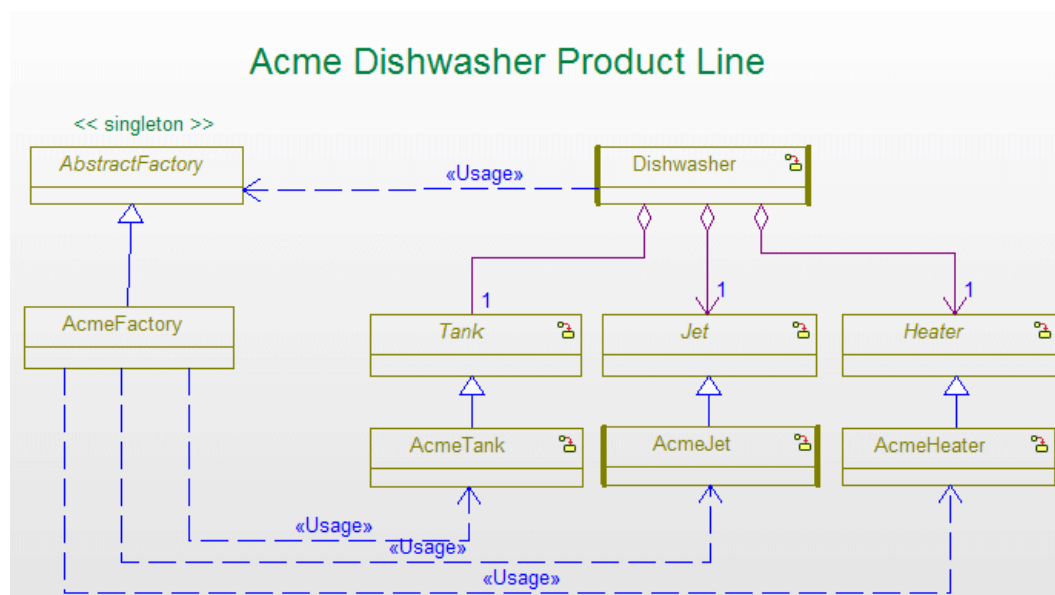 Acme Dishwasher Product Line
<< singleton >>
AbstractFactory
«Usage»
Dishwasher
1
1
1
AcmeFactory
Tank
Jet
Heater
AcmeTank
AcmeJet
AcmeHeater
«Usage»
«Usage»
«Usage»